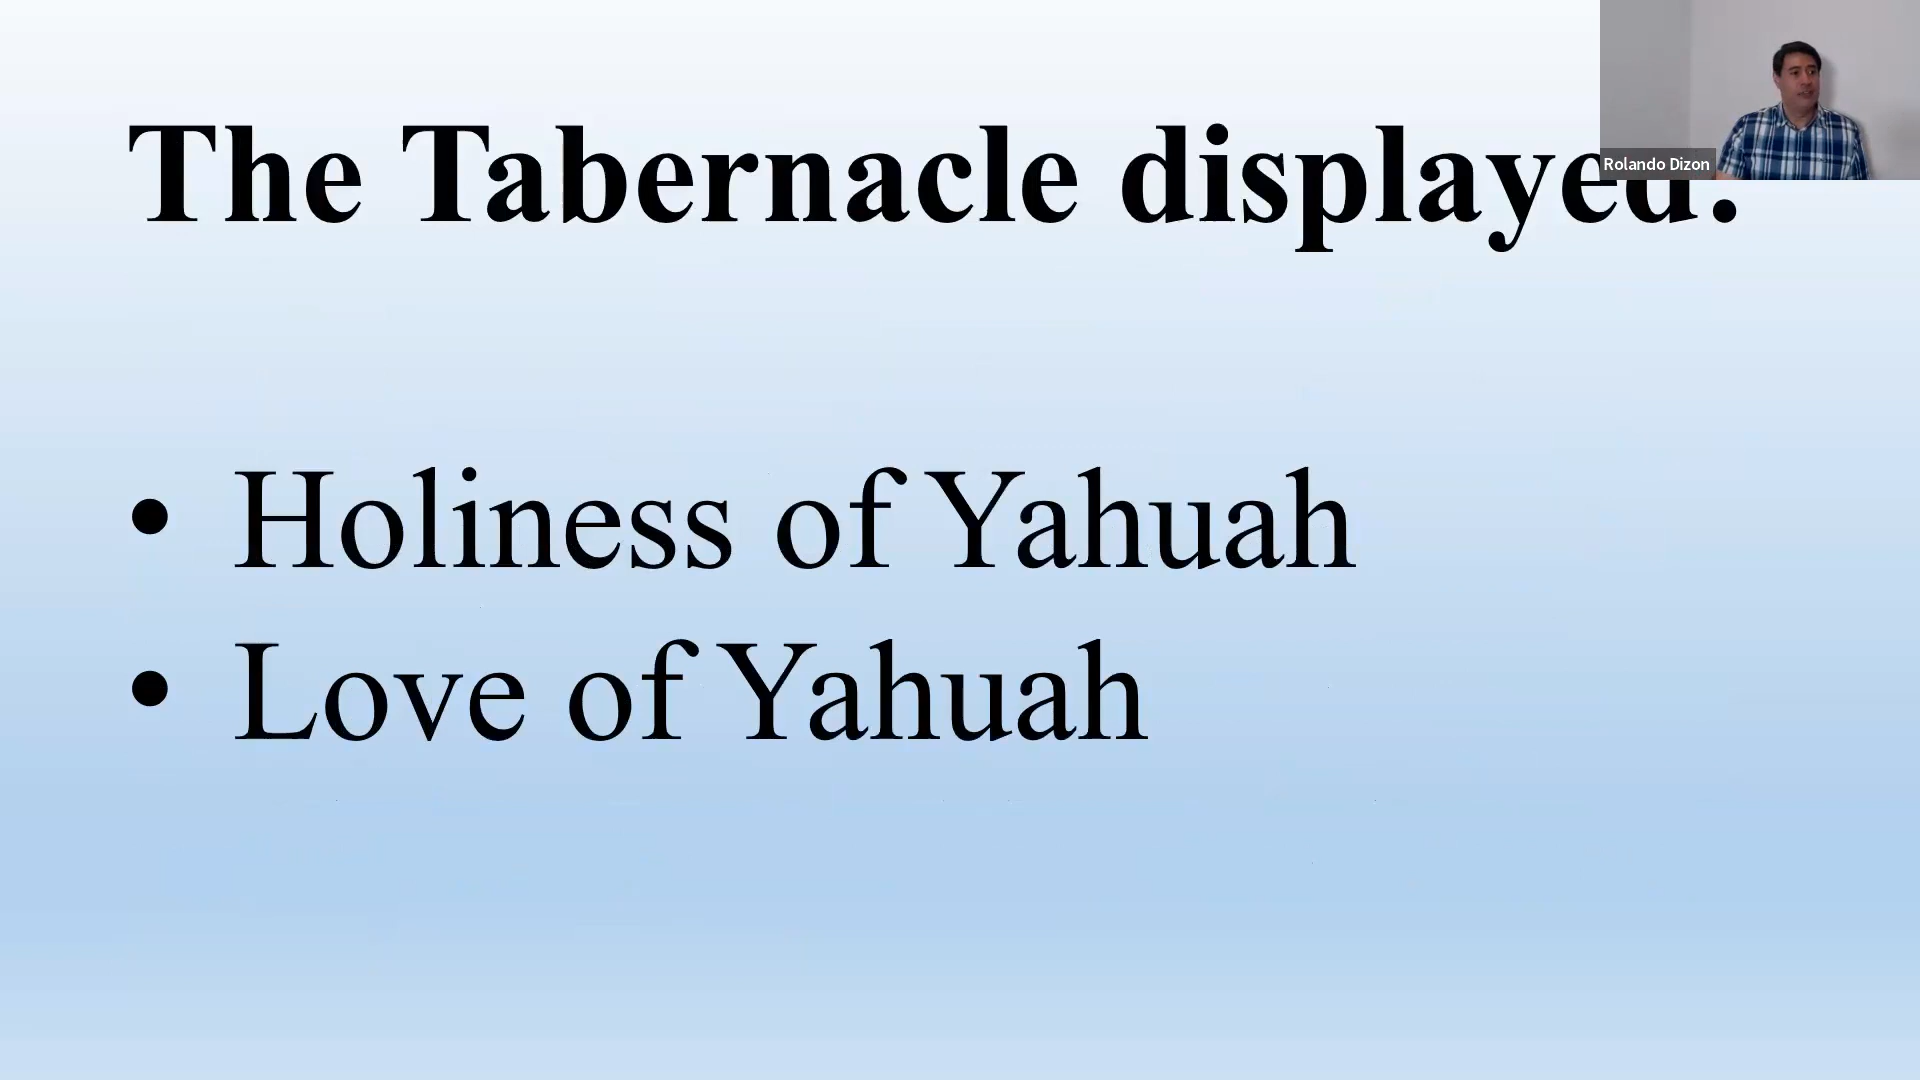 The Tabernacle displayed:
Rolando Dizon
• Holiness of Yahuah
• Love of Yahuah